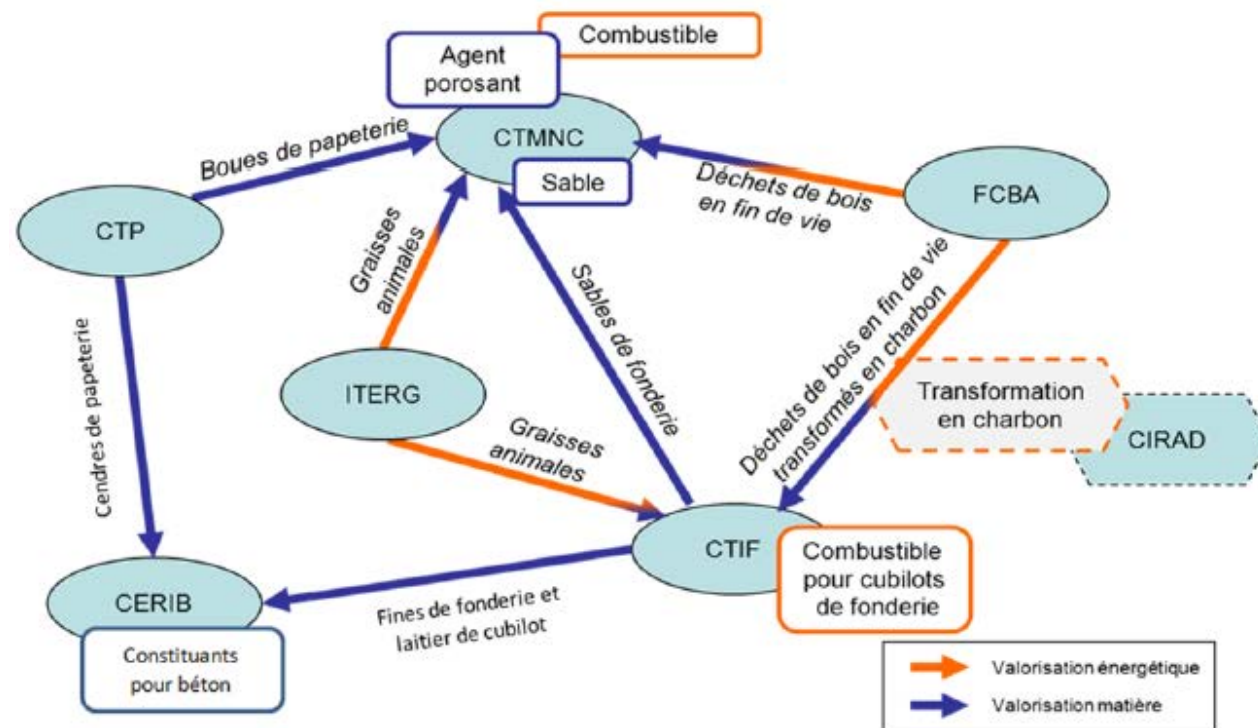 Combustible
Agent
porosant
CTMNC
Sable
Boues de papeterie
Déchets de bois
en fin de vie
FCBA
CTP
Graisses
animales
Sables de fonderie
Déchets de bois en fin de vie
transformés en charbon
Cendres de papeterie
ITERG
Transformation
en charbon
CIRAD
Graisses
animales
CTIF
Combustible
pour cubilots
de fonderie
CERIB
Fines de fonderie et
laitier de cubilot
Constituants
pour béton
Valorisation énergétique
Valorisation matière